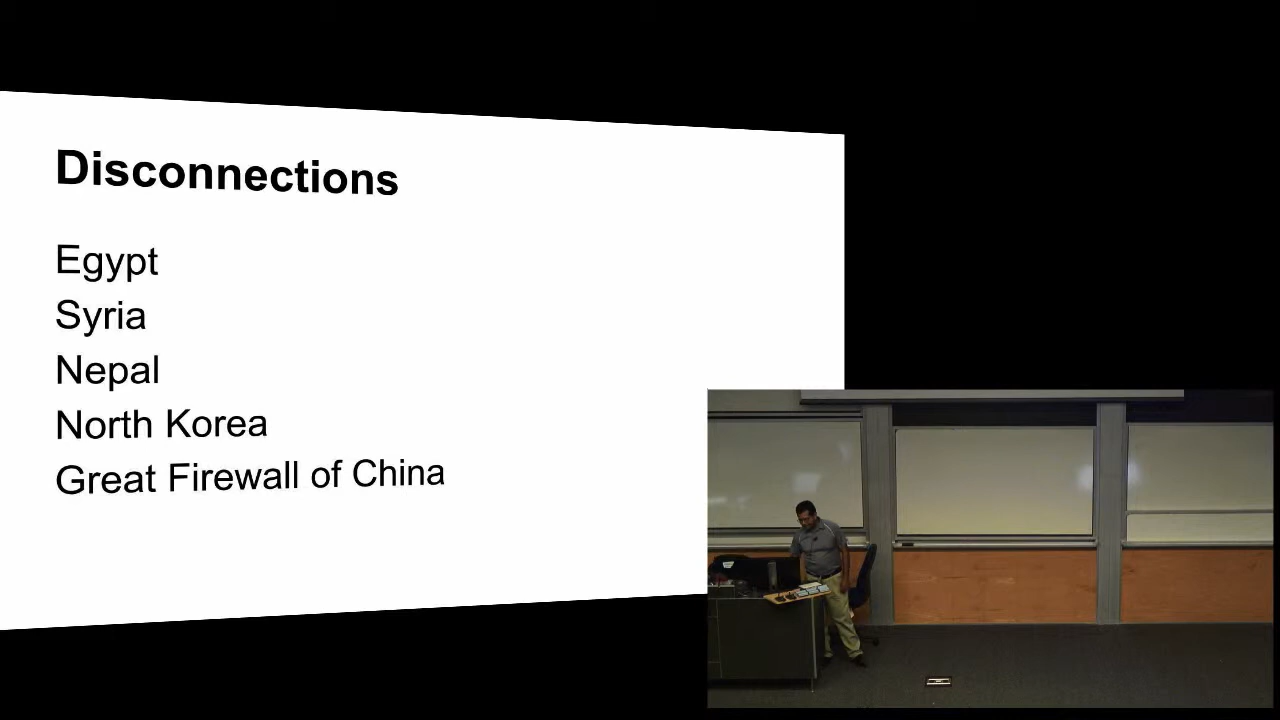 Disconnections
Egypt
Syria
Nepal
North Korea
Great Firewall of China